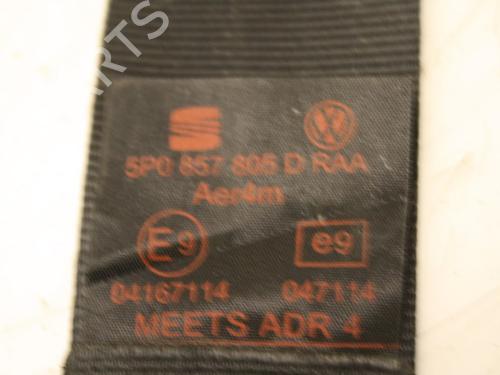 5P0 857 805 D RAA
Aer4m
E9 e9
04167114 047114
MEETS ADR 4